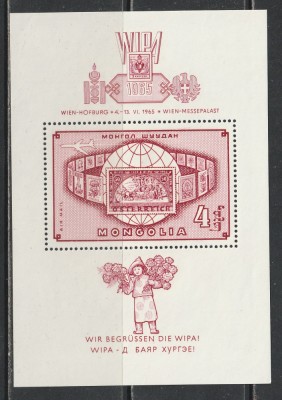 WIPA
1965
WIEN-HOFBURG • 4.-13. VI. 1965 • WIEN-MESSEPALAST
МОНГОЛ ШУУДАН
AIR MAIL
ÖSTERREICH
4
MONGOLIA
WIR BEGRÜSSEN DIE WIPA!
WIPA - Д БАЯР ХҮРГЭЕ!